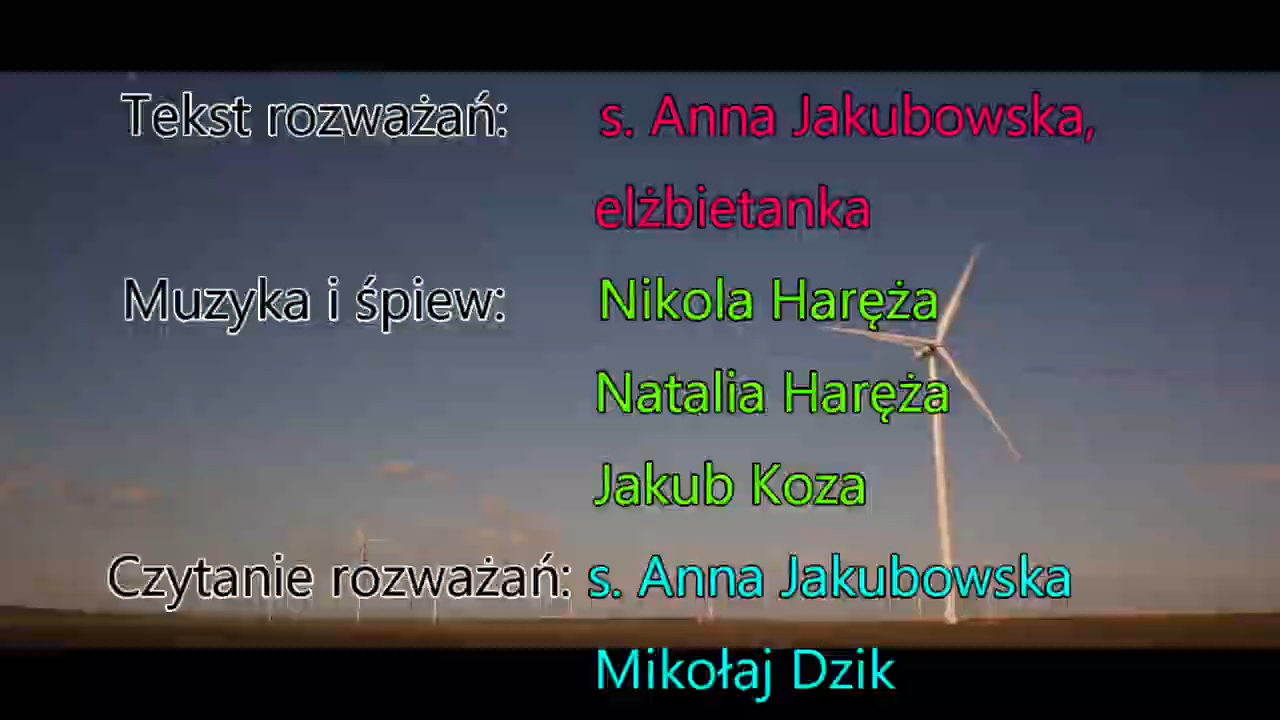 Tekst rozważań: s. Anna Jakubowska,
elżbietanka
Muzyka i śpiew: Nikola Haręża
Natalia Haręża
Jakub Koza
Czytanie rozważań: s. Anna Jakubowska
Mikołaj Dzik